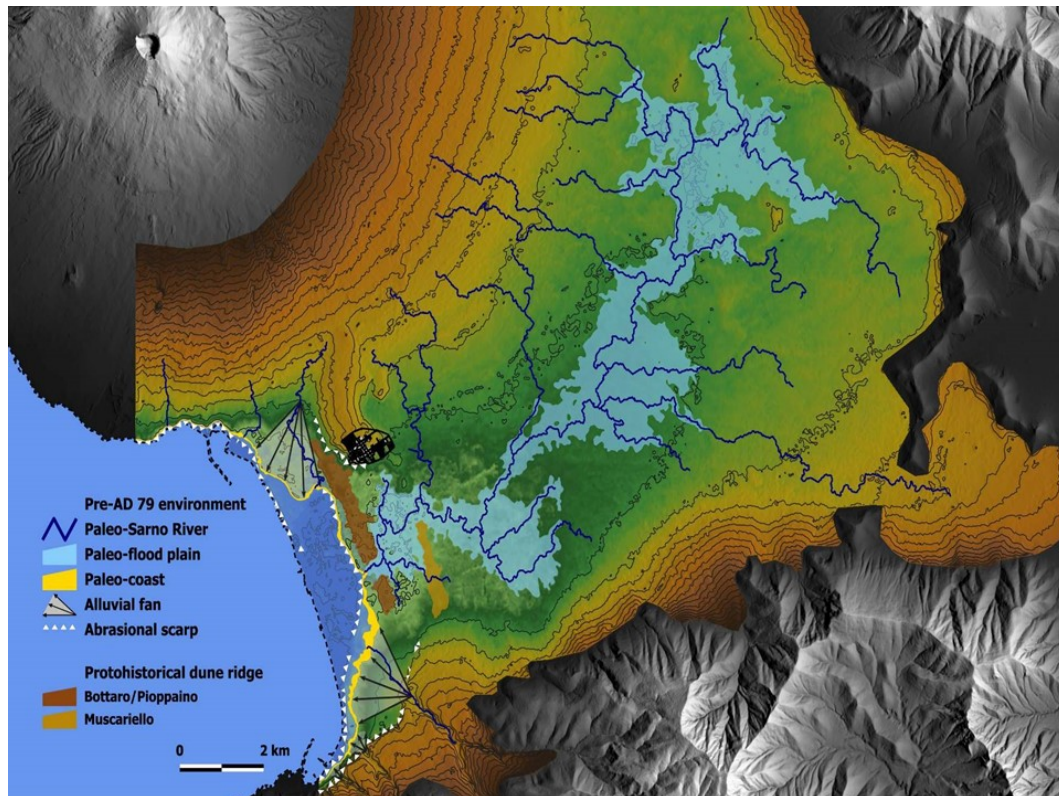 Pre-AD 79 environment
Paleo-Sarno River
Paleo-flood plain
Paleo-coast
Alluvial fan
Abrasional scarp
Protohistorical dune ridge
Bottaro/Pioppaino
Muscariello
0 2 km